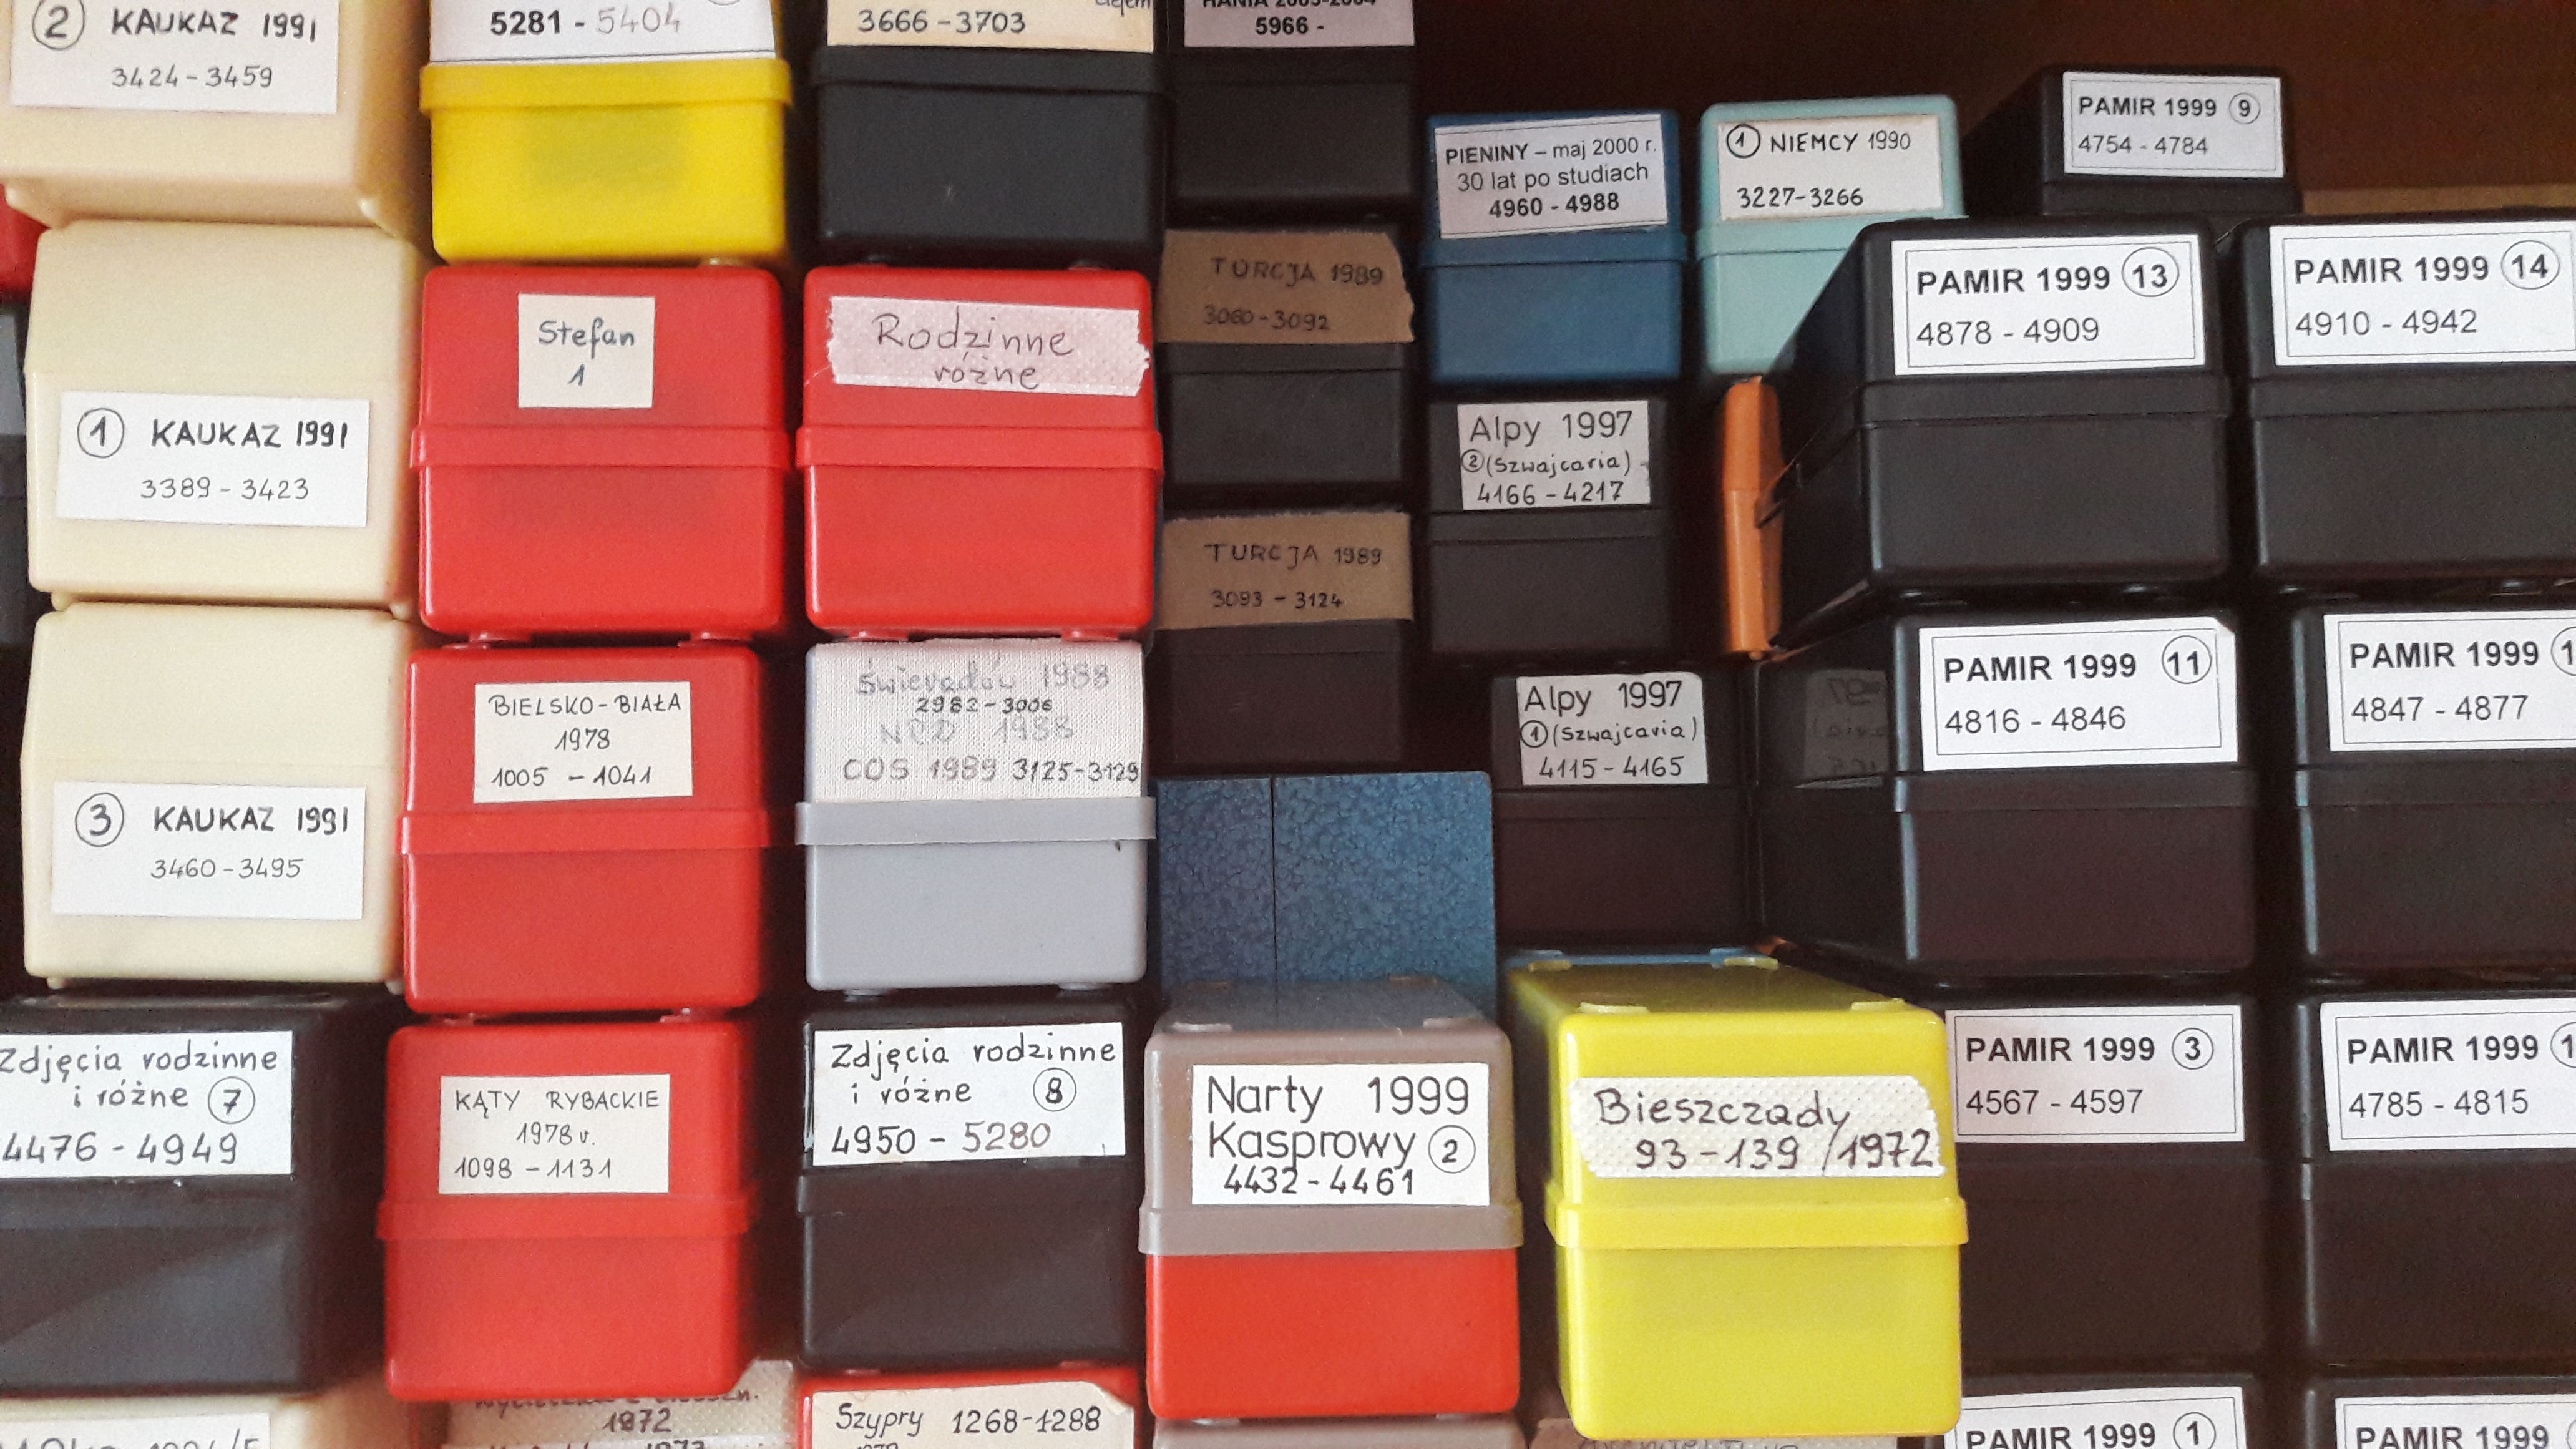 ② KAUKAZ 1991
3424 - 3459
5281 - 5404
3666 - 3703
5966 -
PIENINY – maj 2000 r.
30 lat po studiach
4960 - 4988
① NIEMCY 1990
3227-3266
PAMIR 1999 ⑨
4754 - 4784
① KAUKAZ 1991
3389 - 3423
Stefan
1
Rodzinne
różne
TURCJA 1989
3060-3092
Alpy 1997
② (Szwajcaria)
4166 - 4217
PAMIR 1999 ⑬
4878 - 4909
PAMIR 1999 ⑭
4910 - 4942
TURCJA 1989
3093 - 3124
③ KAUKAZ 1991
3460 - 3495
BIELSKO-BIAŁA
1978
1005 - 1041
1988
2982-3006
1988
COS 1989 3125-3129
Alpy 1997
① (Szwajcaria)
4115 - 4165
PAMIR 1999 ⑪
4816 - 4846
PAMIR 1999
4847 - 4877
Zdjęcia rodzinne
i różne ⑦
4476 - 4949
KĄTY RYBACKIE
1978 r.
1098 - 1131
Zdjęcia rodzinne
i różne ⑧
4950 - 5280
Narty 1999
Kasprowy ②
4432 - 4461
Bieszczady
93 - 139 /1972
PAMIR 1999 ③
4567 - 4597
PAMIR 1999
4785 - 4815
1972
Szypry 1268-1288
PAMIR 1999 ①
PAMIR 1999